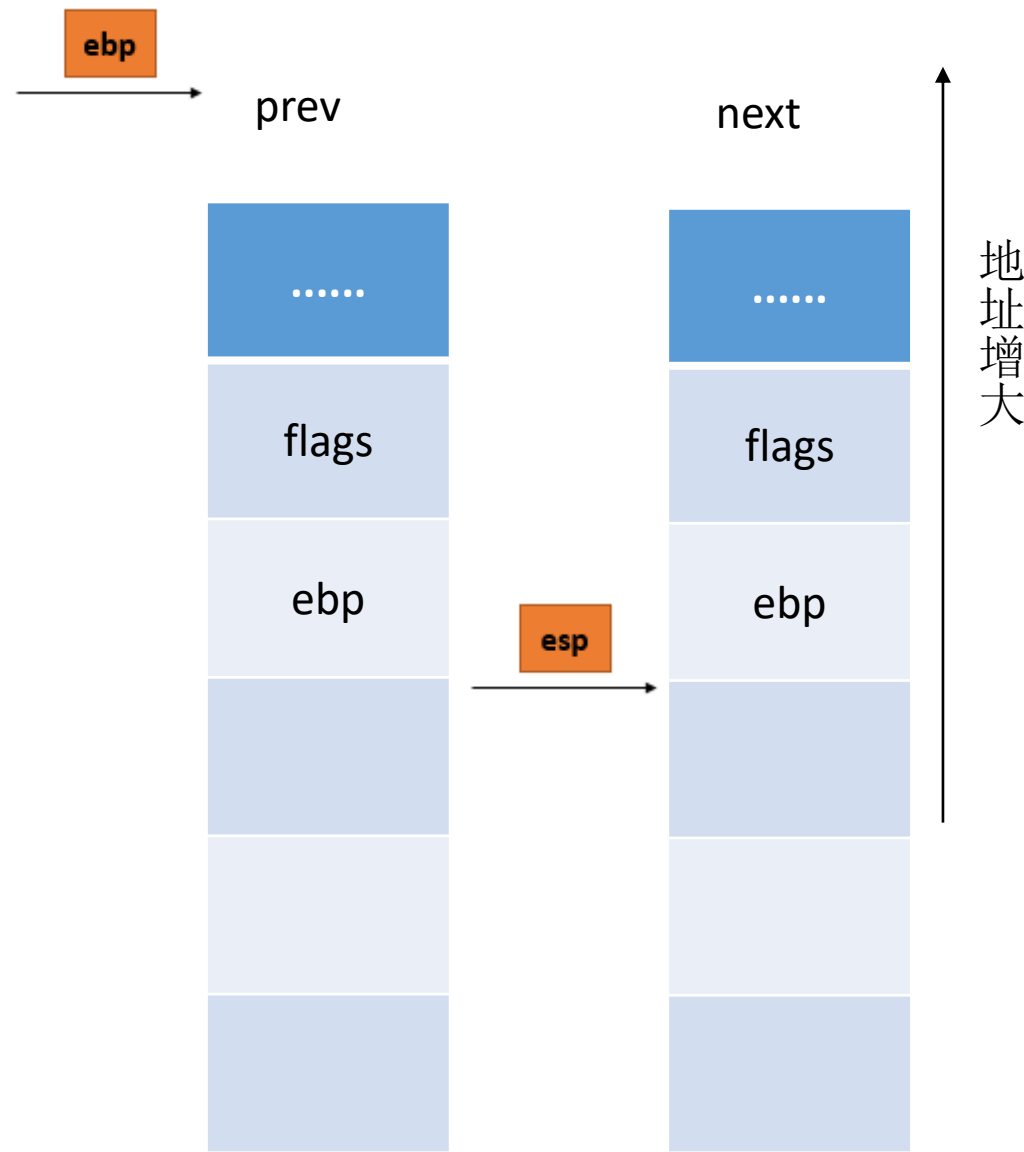 ebp
prev
next
......
......
flags
flags
ebp
ebp
esp
地址增大